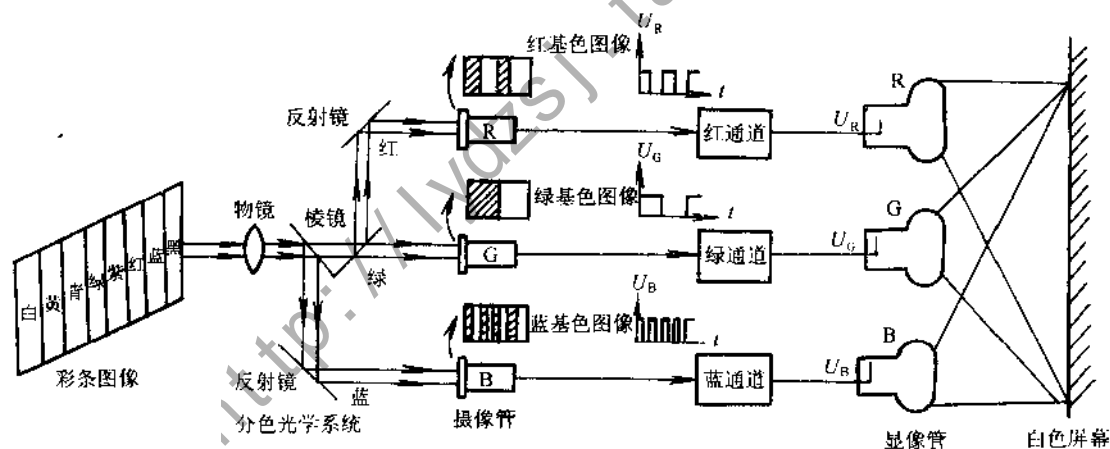 红基色图像
U_R
t
R
反射镜
红
R
红通道
U_R
绿基色图像
U_G
t
G
物镜
棱镜
绿
G
绿通道
U_G
白 黄 青 绿 紫 红 蓝 黑
蓝基色图像
U_B
t
B
彩条图像
反射镜
蓝
B
蓝通道
U_B
分色光学系统
摄像管
显像管
白色屏幕
http://lydzsj.